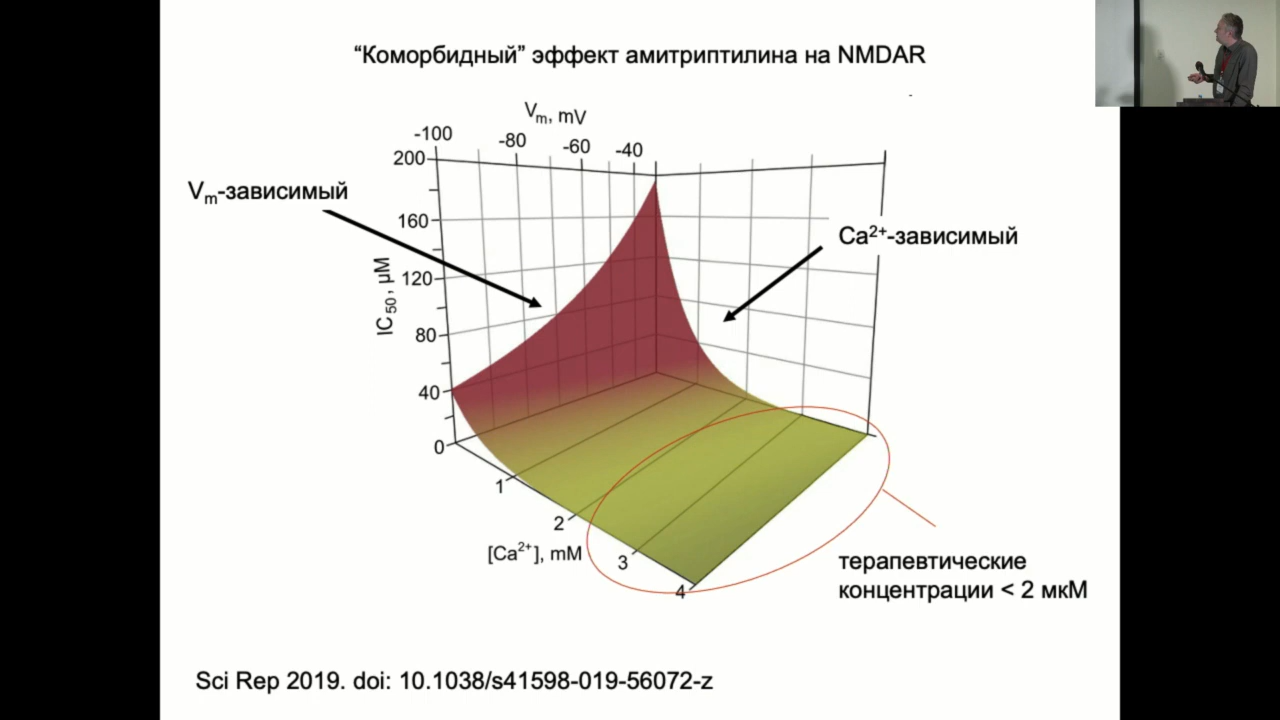 “Коморбидный” эффект амитриптилина на NMDAR
Vm, mV
-100
-80
-60
-40
200
160
120
80
40
0
IC50, µM
Vm-зависимый
Ca2+-зависимый
1
2
3
4
[Ca2+], mM
терапевтические
концентрации < 2 мкМ
Sci Rep 2019. doi: 10.1038/s41598-019-56072-z